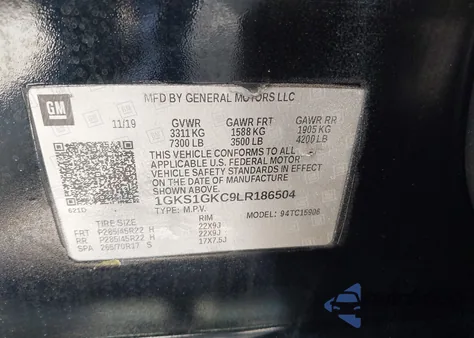 GM
MFD BY GENERAL MOTORS LLC
11/19 GVWR GAWR FRT GAWR RR
3311 KG 1588 KG 1905 KG
7300 LB 3500 LB 4200 LB
THIS VEHICLE CONFORMS TO ALL
APPLICABLE U.S. FEDERAL MOTOR
VEHICLE SAFETY STANDARDS IN
EFFECT ON THE DATE OF
MANUFACTURE SHOWN ABOVE.
1GKS1GKC9LR186504
TYPE: M.P.V. MODEL: 94TC15906
TIRE SIZE RIM
FRT P285/45R22 H 22X9J
RR P285/45R22 H 22X9J
SPA 265/70R17 S 17X7.5J